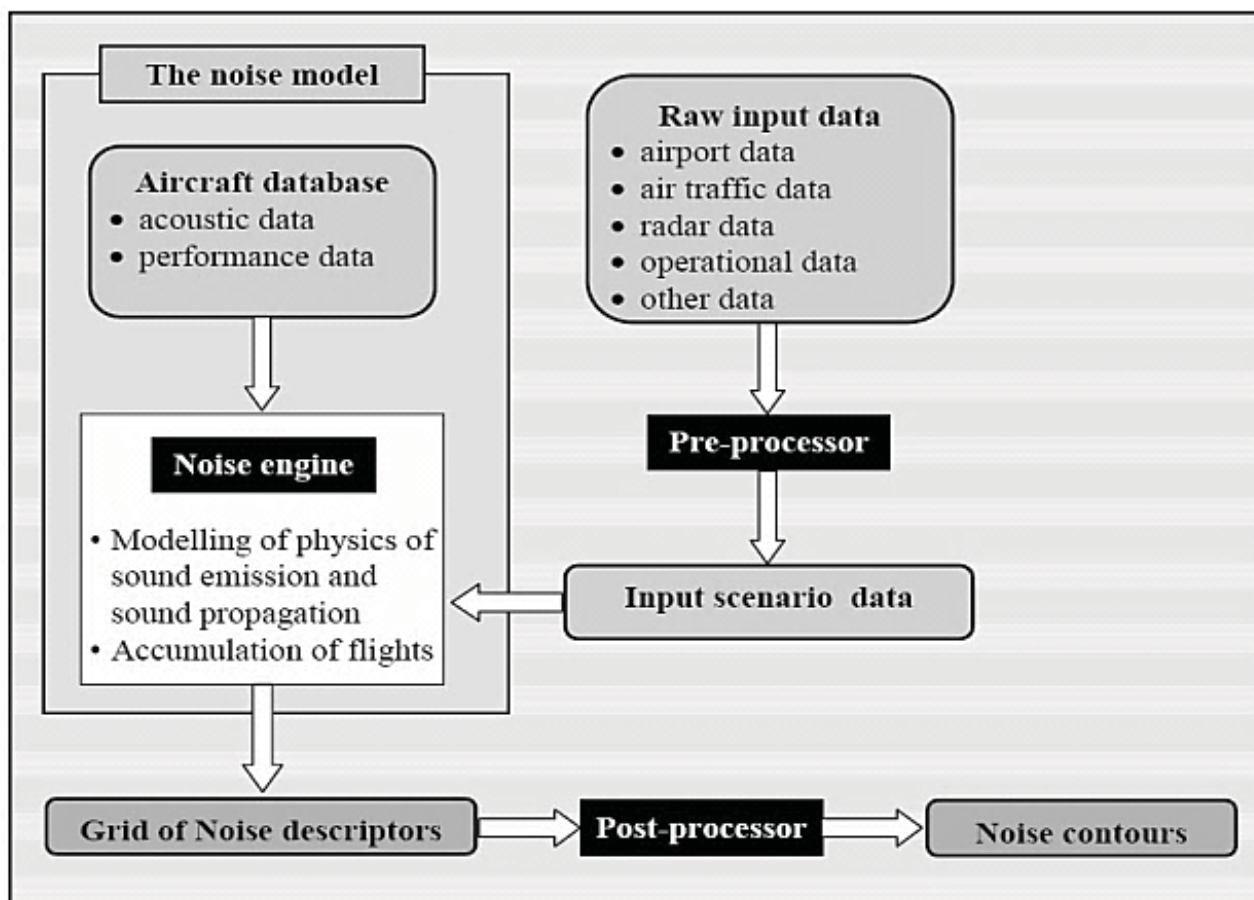 The noise model
Aircraft database
• acoustic data
• performance data
Noise engine
• Modelling of physics of
sound emission and
sound propagation
• Accumulation of flights
Raw input data
• airport data
• air traffic data
• radar data
• operational data
• other data
Pre-processor
Input scenario data
Grid of Noise descriptors
Post-processor
Noise contours